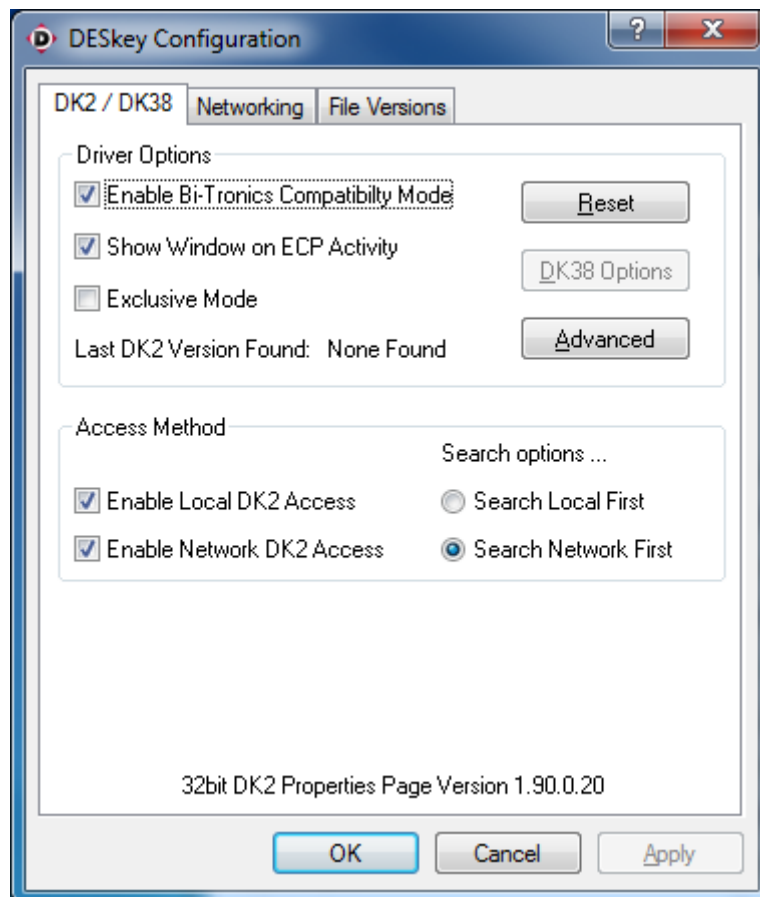 DESkey Configuration
?
X
DK2 / DK38
Networking
File Versions
Driver Options
Enable Bi-Tronics Compatibilty Mode
Reset
Show Window on ECP Activity
DK38 Options
Exclusive Mode
Last DK2 Version Found: None Found
Advanced
Access Method
Search options ...
Enable Local DK2 Access
Search Local First
Enable Network DK2 Access
Search Network First
32bit DK2 Properties Page Version 1.90.0.20
OK
Cancel
Apply